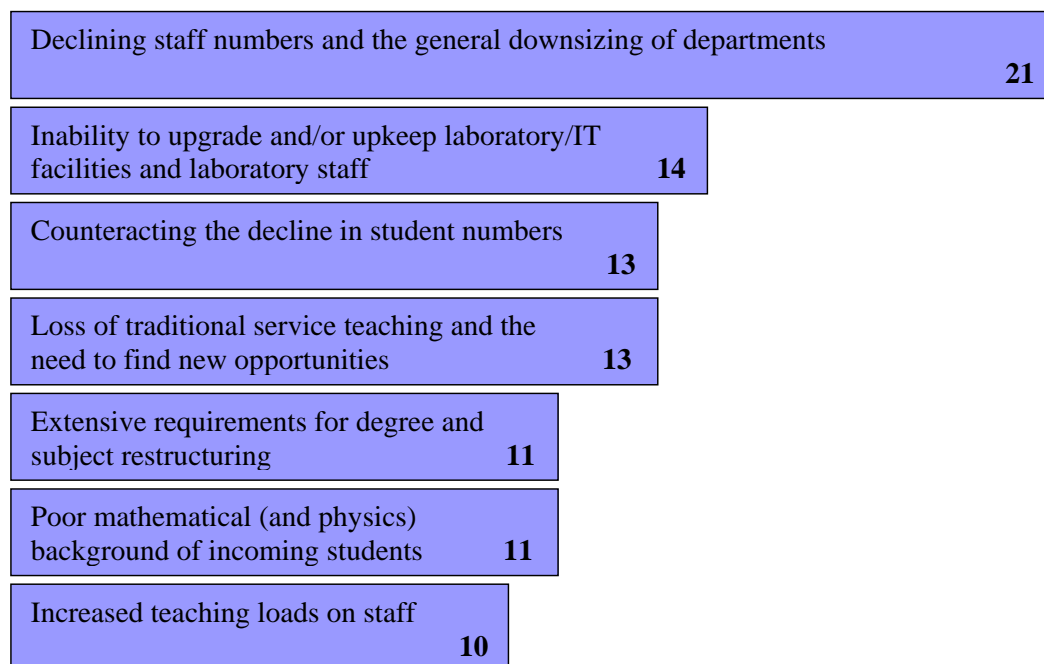 Declining staff numbers and the general downsizing of departments
21
Inability to upgrade and/or upkeep laboratory/IT
facilities and laboratory staff 14
Counteracting the decline in student numbers
13
Loss of traditional service teaching and the
need to find new opportunities 13
Extensive requirements for degree and
subject restructuring 11
Poor mathematical (and physics)
background of incoming students 11
Increased teaching loads on staff
10